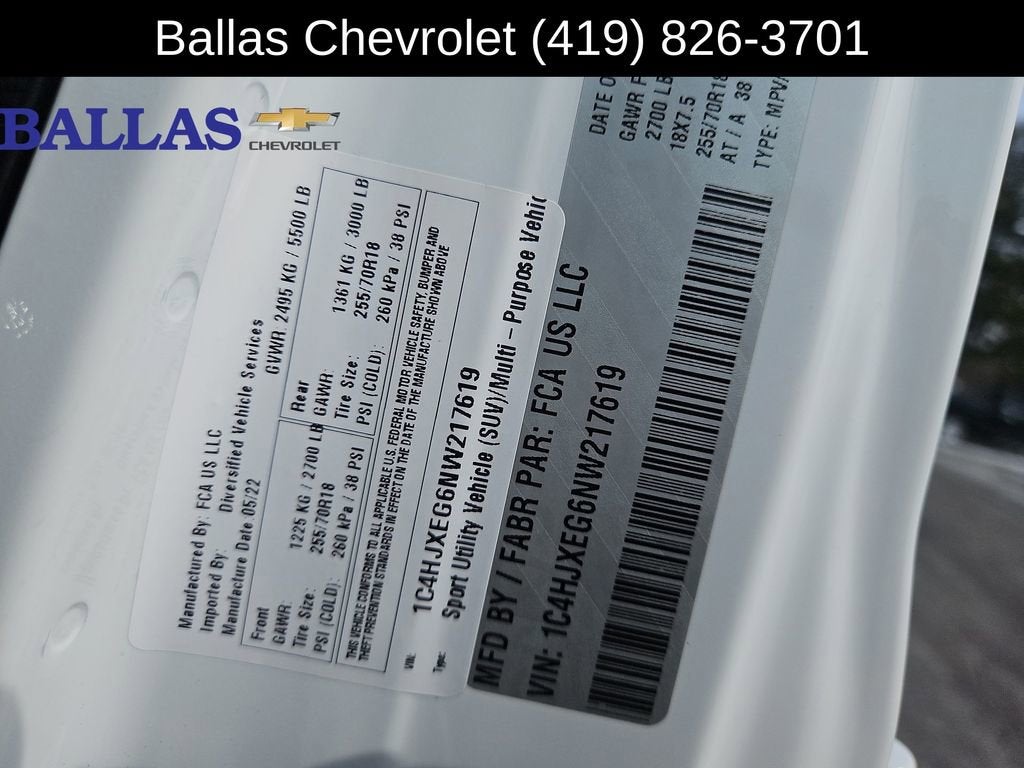 Ballas Chevrolet (419) 826-3701
BALLAS
CHEVROLET
Manufactured By: FCA US LLC
Imported By: Diversified Vehicle Services
Manufacture Date 05/22
GVWR. 2495 KG / 5500 LB
Front
GAWR: 1225 KG / 2700 LB
Tire Size: 255/70R18
PSI (COLD): 260 kPa / 38 PSI
Rear
GAWR: 1361 KG / 3000 LB
Tire Size: 255/70R18
PSI (COLD): 260 kPa / 38 PSI
THIS VEHICLE CONFORMS TO ALL APPLICABLE U.S. FEDERAL MOTOR VEHICLE SAFETY, BUMPER AND
THEFT PREVENTION STANDARDS IN EFFECT ON THE DATE OF THE MANUFACTURE SHOWN ABOVE
VIN: 1C4HJXEG6NW217619
Type: Sport Utility Vehicle (SUV)/Multi – Purpose Vehic
MFD BY / FABR PAR: FCA US LLC
VIN: 1C4HJXEG6NW217619
DATE O
GAWR F
2700 LB
18X7.5
255/70R18
AT / A 38
TYPE: MPV/